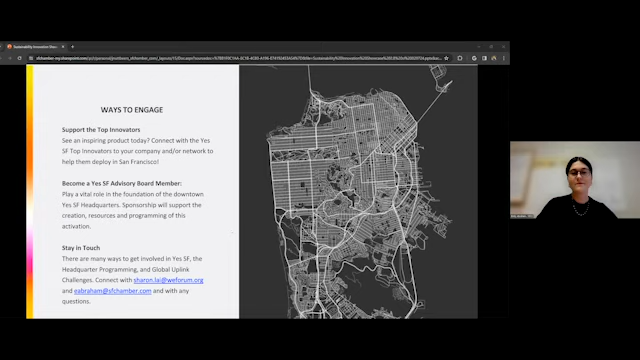 Sustainability Innovation Show
WAYS TO ENGAGE
Support the Top Innovators
See an inspiring product today? Connect with the Yes
SF Top Innovators to your company and/or network to
help them deploy in San Francisco!
Become a Yes SF Advisory Board Member:
Play a vital role in the foundation of the downtown
Yes SF Headquarters. Sponsorship will support the
creation, resources and programming of this
activation.
Stay in Touch
There are many ways to get involved in Yes SF, the
Headquarter Programming, and Global Uplink
Challenges. Connect with sharon.lai@weforum.org
and eabraham@sfchamber.com and with any
questions.